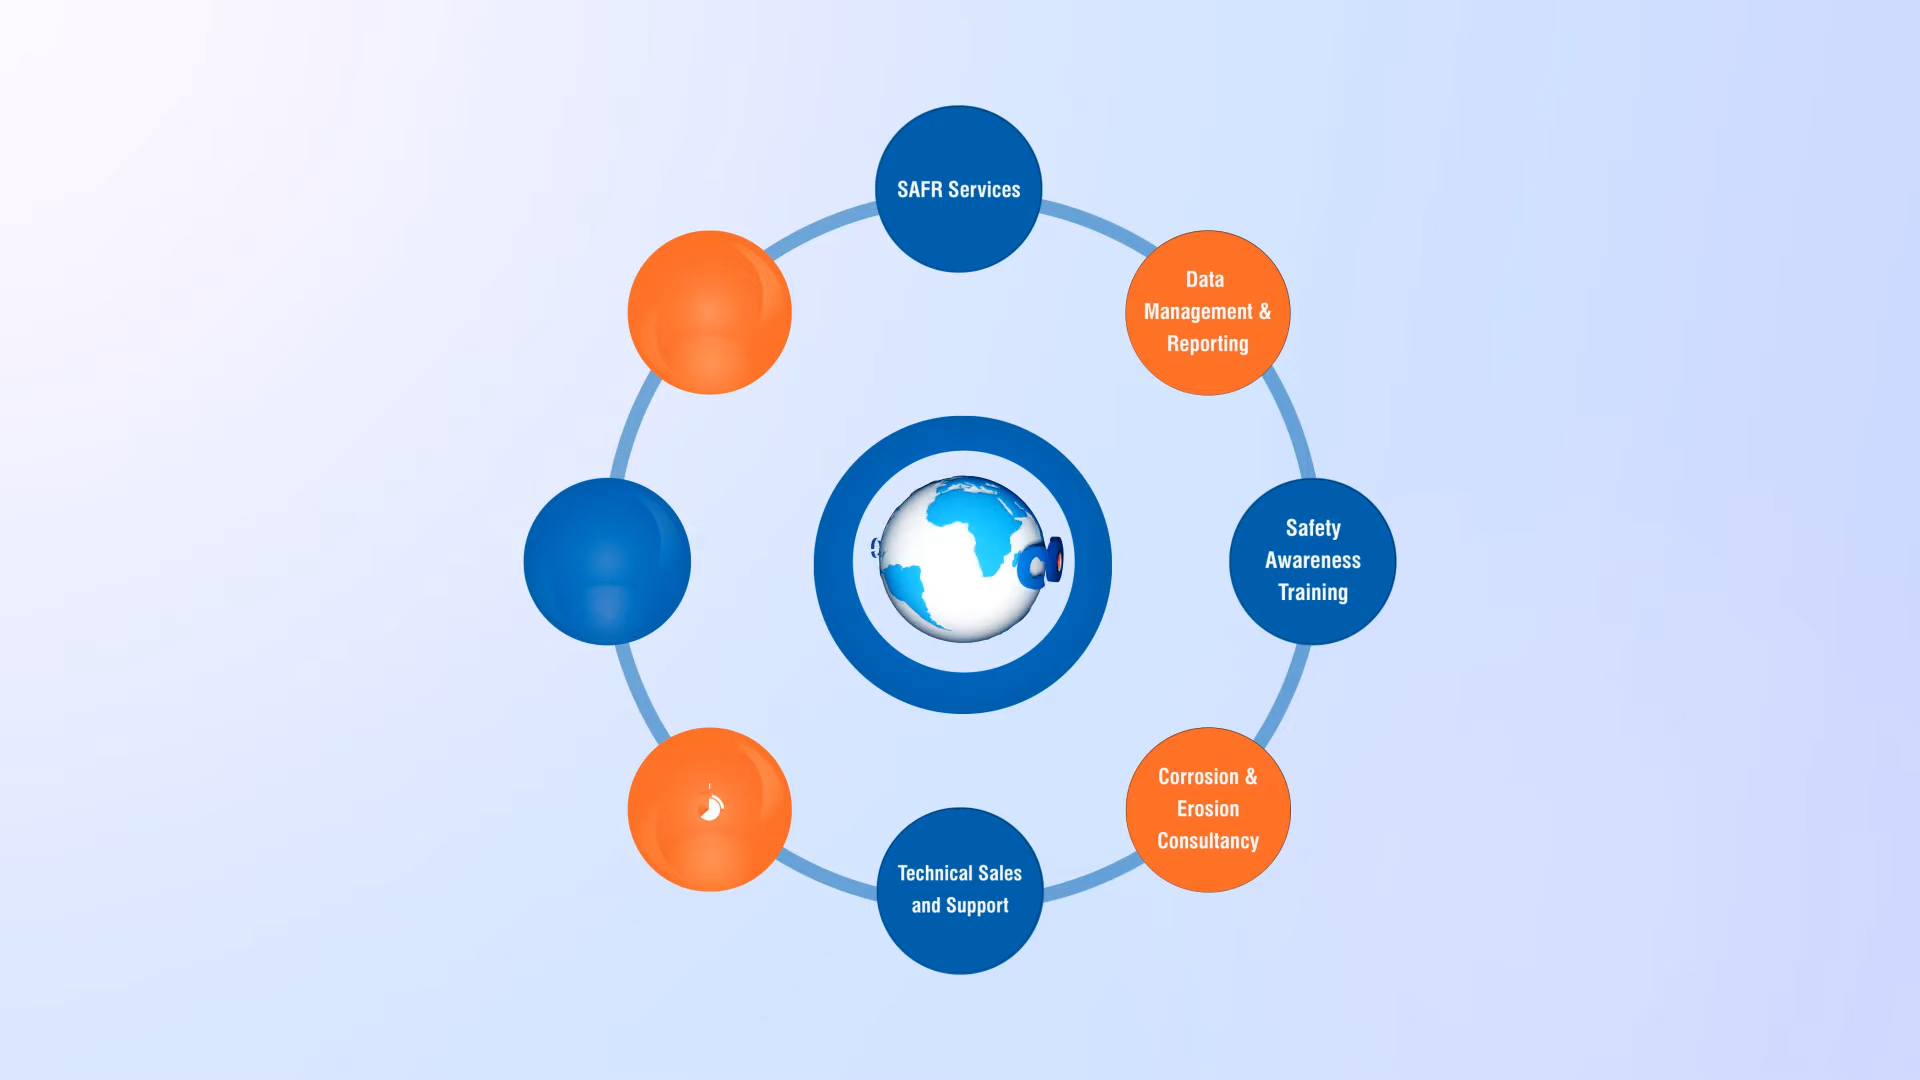 SAFR Services
Data
Management &
Reporting
Safety
Awareness
Training
Corrosion &
Erosion
Consultancy
Technical Sales
and Support